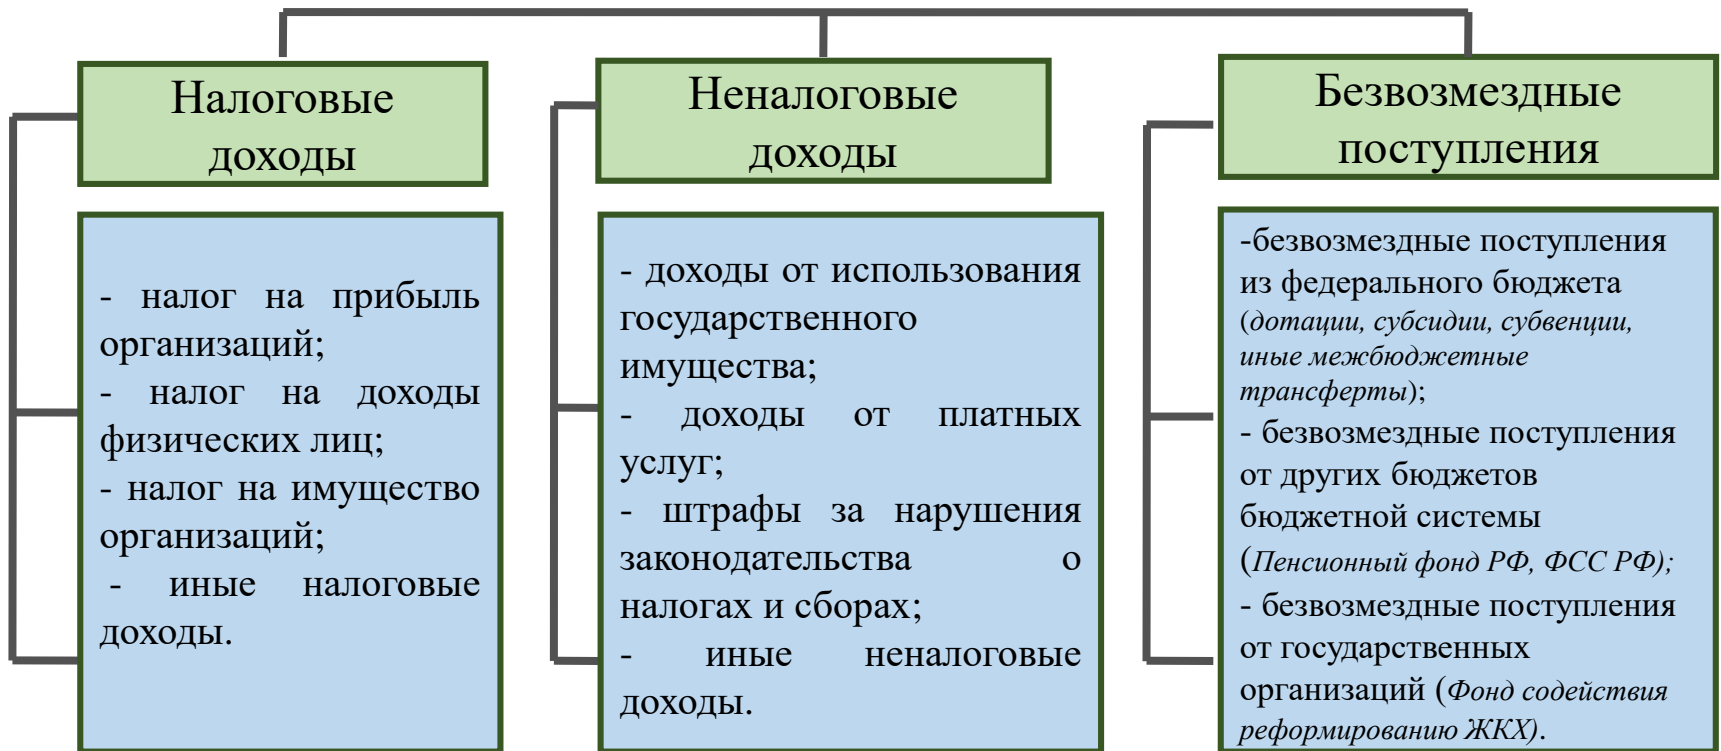 Налоговые
доходы
- налог на прибыль
организаций;
- налог на доходы
физических лиц;
- налог на имущество
организаций;
- иные налоговые
доходы.
Неналоговые
доходы
- доходы от использования
государственного
имущества;
- доходы от платных
услуг;
- штрафы за нарушения
законодательства о
налогах и сборах;
- иные неналоговые
доходы.
Безвозмездные
поступления
-безвозмездные поступления
из федерального бюджета
(дотации, субсидии, субвенции,
иные межбюджетные
трансферты);
- безвозмездные поступления
от других бюджетов
бюджетной системы
(Пенсионный фонд РФ, ФСС РФ);
- безвозмездные поступления
от государственных
организаций (Фонд содействия
реформированию ЖКХ).